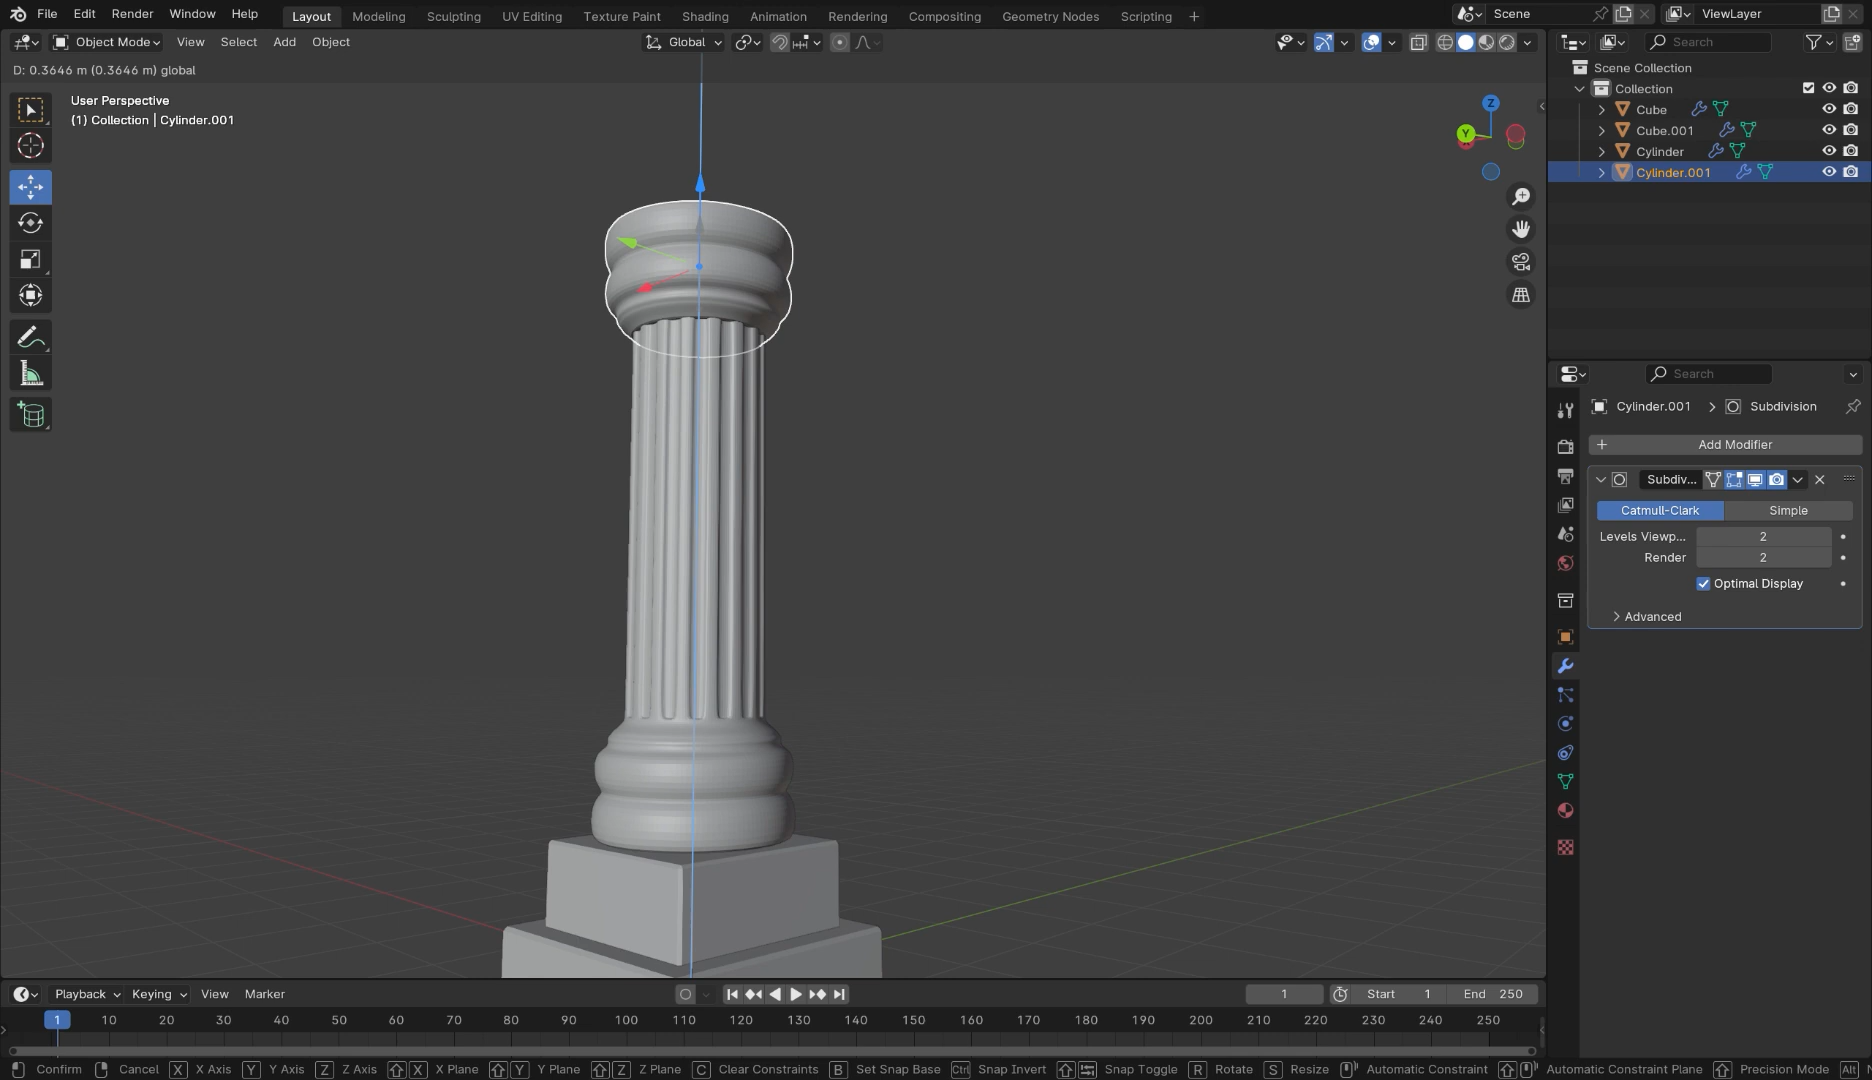 File Edit Render Window Help Layout Modeling Sculpting UV Editing Texture Paint Shading Animation Rendering Compositing Geometry Nodes Scripting + Scene ViewLayer
Object Mode View Select Add Object Global Search
D: 0.3646 m (0.3646 m) global
User Perspective
(1) Collection | Cylinder.001
Z
Y
Scene Collection
Collection
Cube
Cube.001
Cylinder
Cylinder.001
Search
Cylinder.001 > Subdivision
+ Add Modifier
Subdiv...
Catmull-Clark Simple
Levels Viewp... 2
Render 2
Optimal Display
Advanced
Playback Keying View Marker 1 Start 1 End 250
1 10 20 30 40 50 60 70 80 90 100 110 120 130 140 150 160 170 180 190 200 210 220 230 240 250
Confirm Cancel X X Axis Y Y Axis Z Z Axis X X Plane Y Y Plane Z Z Plane C Clear Constraints B Set Snap Base Ctrl Snap Invert Snap Toggle R Rotate S Resize Automatic Constraint Automatic Constraint Plane Precision Mode Alt